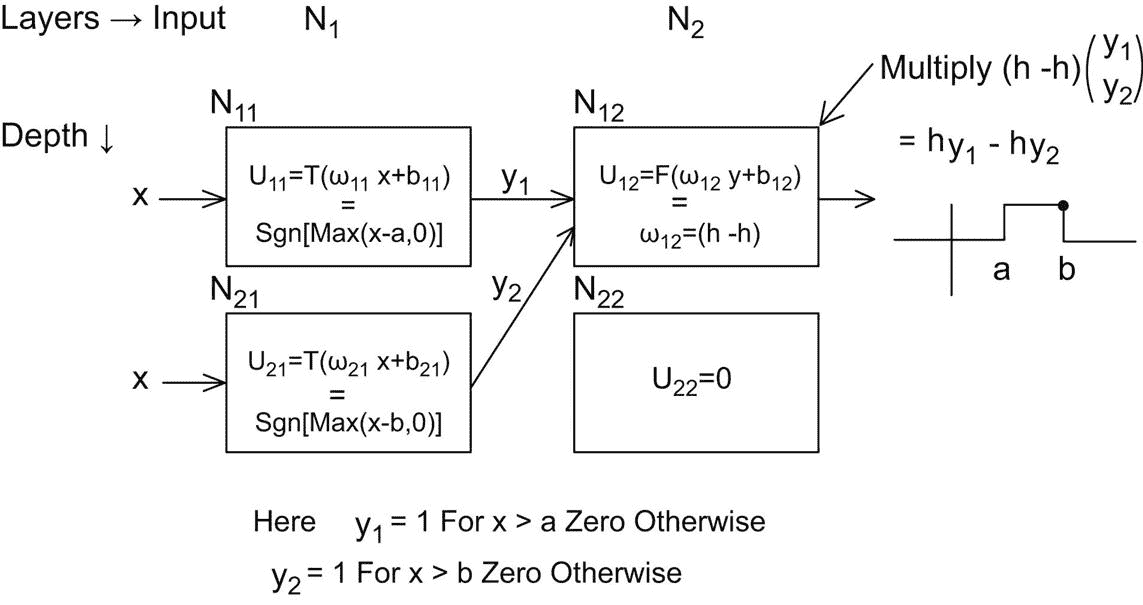 Layers → Input N₁ N₂
Multiply (h -h)(y₁ y₂)
= hy₁ - hy₂
Depth ↓
N₁₁
x
U₁₁=T(ω₁₁ x+b₁₁)
=
Sgn[Max(x-a,0)]
y₁
N₁₂
U₁₂=F(ω₁₂ y+b₁₂)
=
ω₁₂=(h -h)
a b
N₂₁
x
U₂₁=T(ω₂₁ x+b₂₁)
=
Sgn[Max(x-b,0)]
y₂
N₂₂
U₂₂=0
Here y₁ = 1 For x > a Zero Otherwise
y₂ = 1 For x > b Zero Otherwise